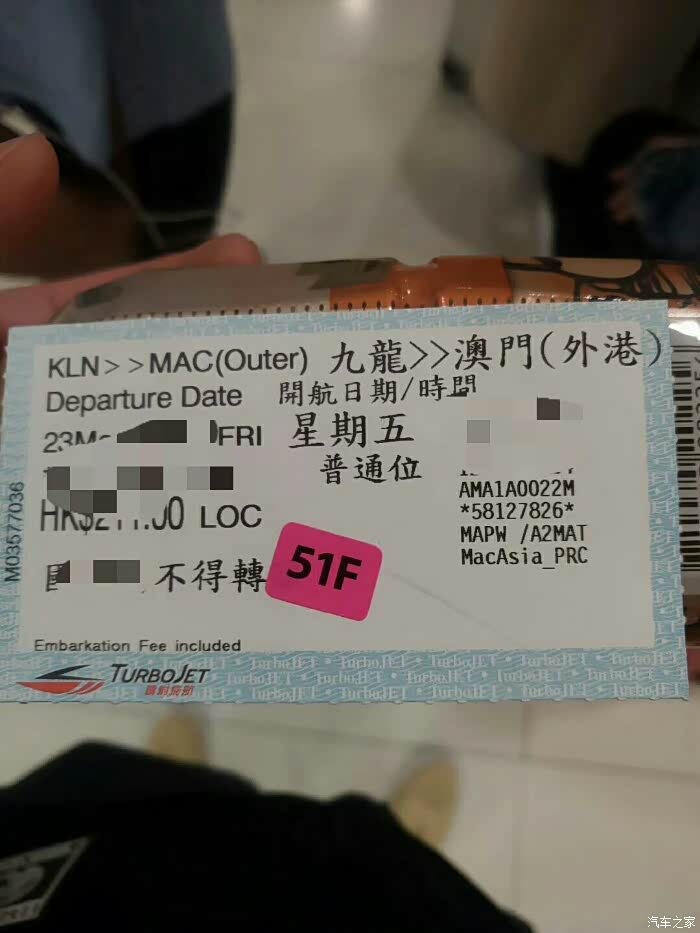 KLN>>MAC(Outer) 九龍>>澳門(外港)
Departure Date 開航日期/時間
FRI 星期五
普通位
AMA1A0022M
*58127826*
MAPW /A2MAT
MacAsia_PRC
LOC
不得轉
51F
Embarkation Fee included
TURBOJET
噴射飛航
M03577036
汽车之家